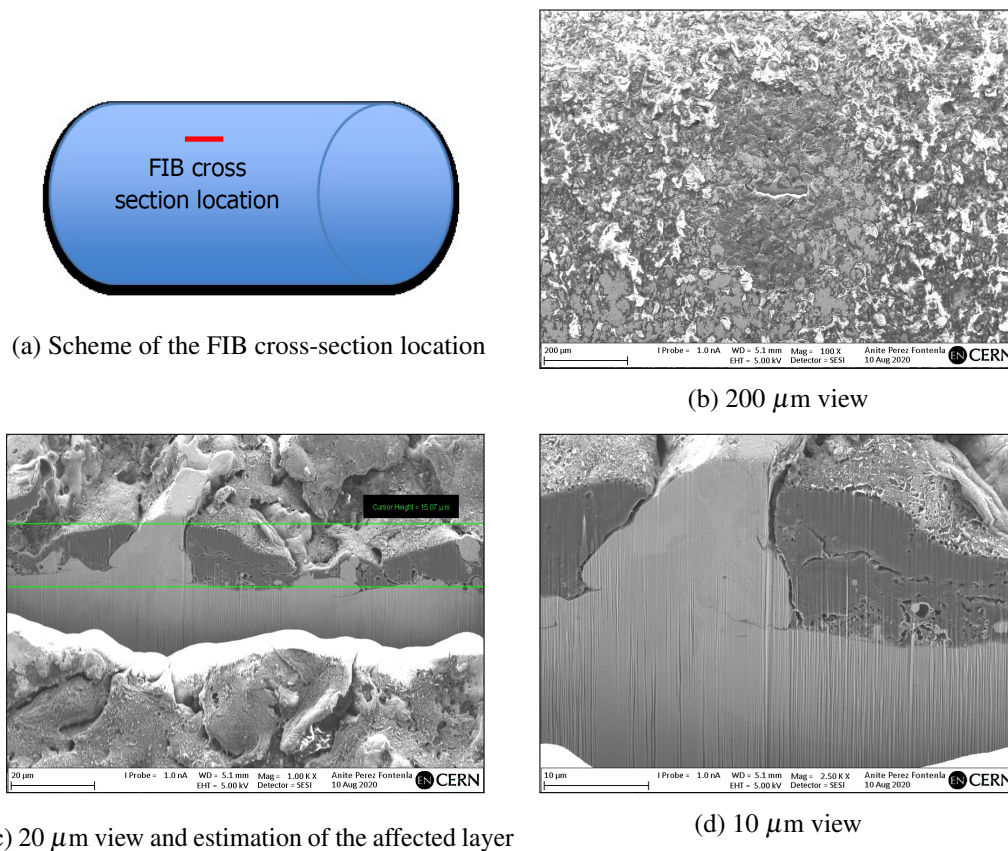 FIB cross
section location
(a) Scheme of the FIB cross-section location
200 µm
I Probe = 1.0 nA
WD = 5.1 mm
Mag = 100 X
Anite Perez Fontenla
EHT = 5.00 kV
Detector = SESI
10 Aug 2020
EN CERN
(b) 200 µm view
Cursor Height = 15.07 µm
20 µm
I Probe = 1.0 nA
WD = 5.1 mm
Mag = 1.00 K X
Anite Perez Fontenla
EHT = 5.00 kV
Detector = SESI
10 Aug 2020
EN CERN
c) 20 µm view and estimation of the affected layer
10 µm
I Probe = 1.0 nA
WD = 5.1 mm
Mag = 2.50 K X
Anite Perez Fontenla
EHT = 5.00 kV
Detector = SESI
10 Aug 2020
EN CERN
(d) 10 µm view